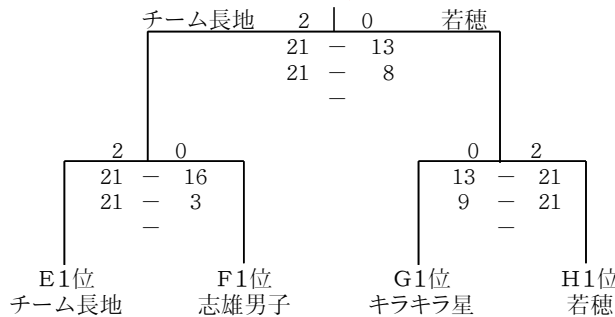 チーム長地 2 0 若穂
21 － 13
21 － 8
－
2 0 0 2
21 － 16 13 － 21
21 － 3 9 － 21
－ －
E1位 F1位 G1位 H1位
チーム長地 志雄男子 キラキラ星 若穂